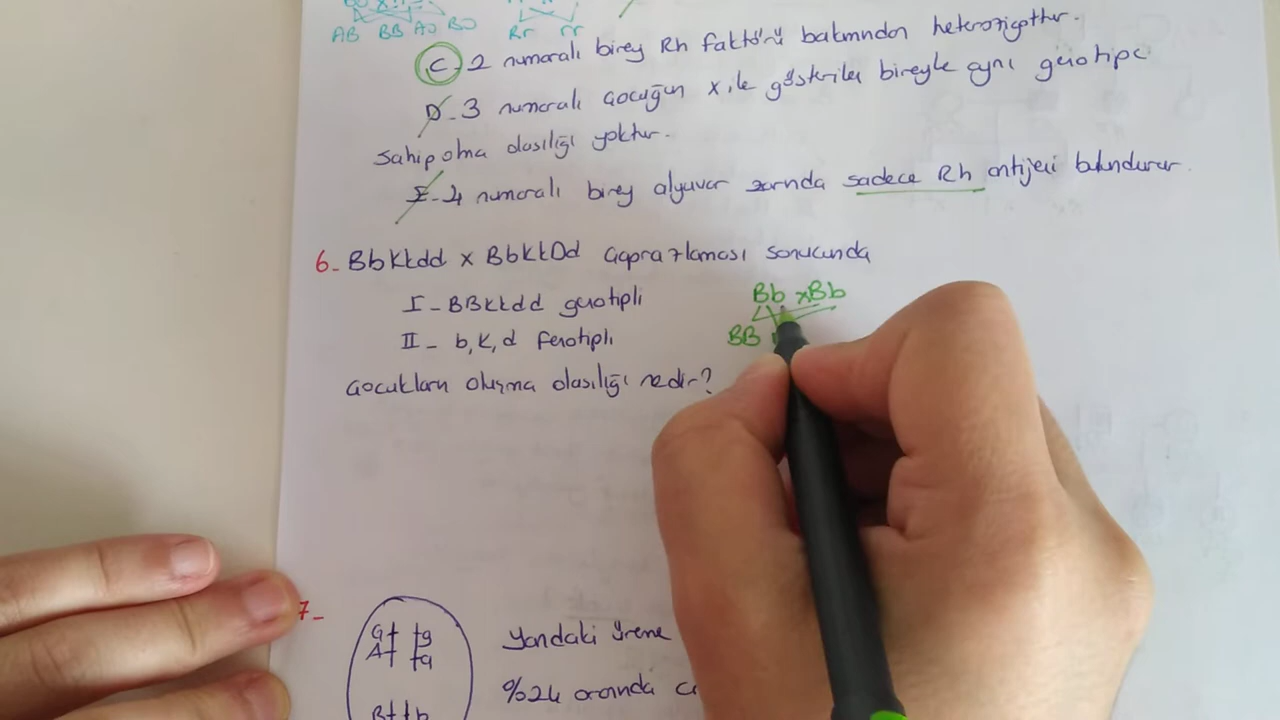 AB BB AO BO Rr rr
C-2 numaralı birey Rh faktörü bakımından heterozigottur.
D-3 numaralı çocuğun x ile gösterilen bireyle aynı genotipe
sahip olma olasılığı yoktur.
E-4 numaralı birey alyuvar zarında sadece Rh antijeni bulundurur.
6- BbKkdd x BbKkDd çaprazlaması sonucunda
Bb x Bb
I - BBkkdd genotipli
BB
II - b, K, d fenotipli
çocukların oluşma olasılığı nedir?
7-
G g
A a
Yandaki üreme
%24 oranında
B b